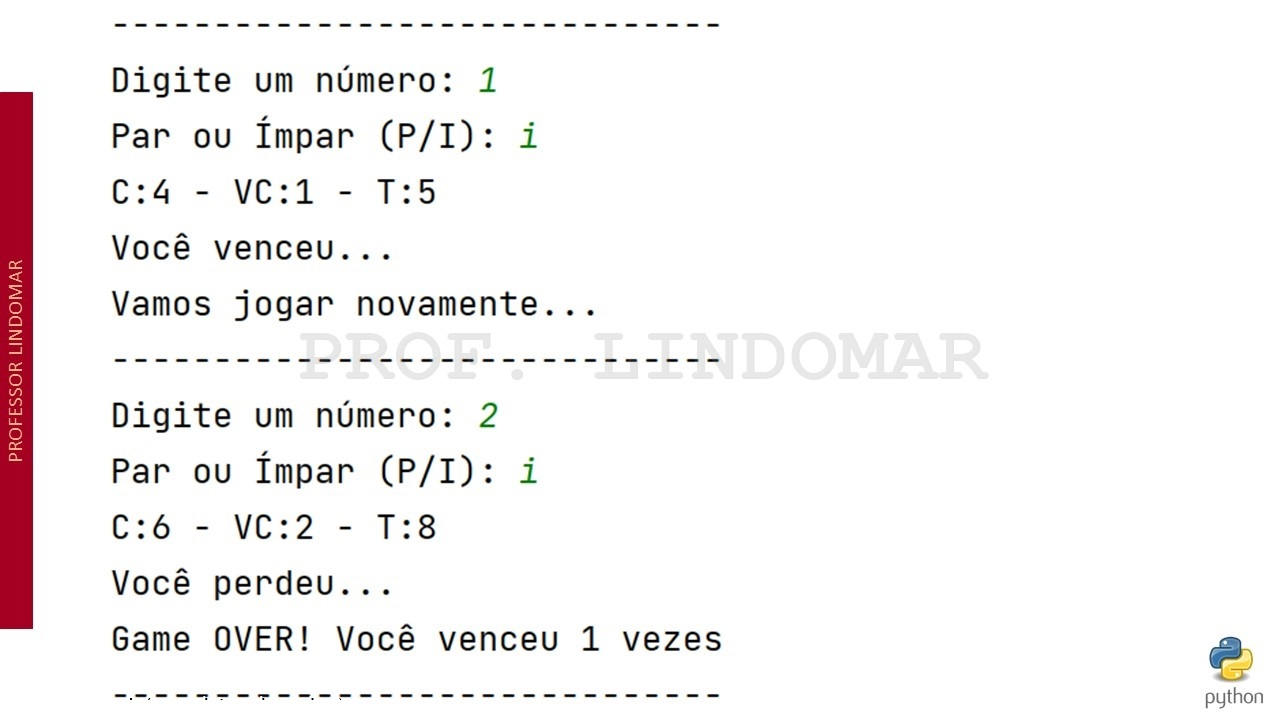 ------------------------------
Digite um número: 1
Par ou Ímpar (P/I): i
C:4 - VC:1 - T:5
Você venceu...
Vamos jogar novamente...
------------------------------
PROF. LINDOMAR
Digite um número: 2
Par ou Ímpar (P/I): i
C:6 - VC:2 - T:8
Você perdeu...
Game OVER! Você venceu 1 vezes
------------------------------
PROFESSOR LINDOMAR
python